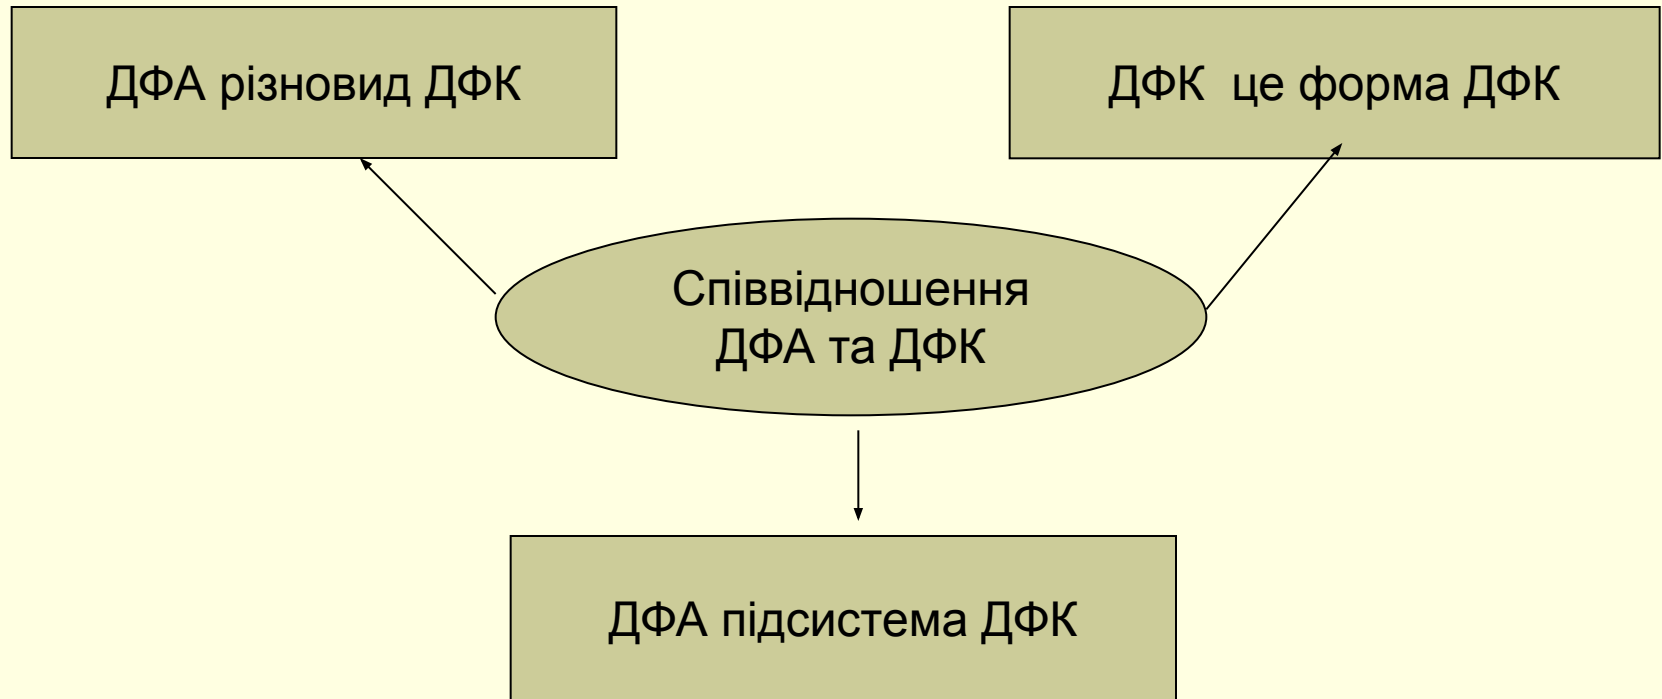 ДФА різновид ДФК
ДФК це форма ДФК
Співвідношення
ДФА та ДФК
ДФА підсистема ДФК